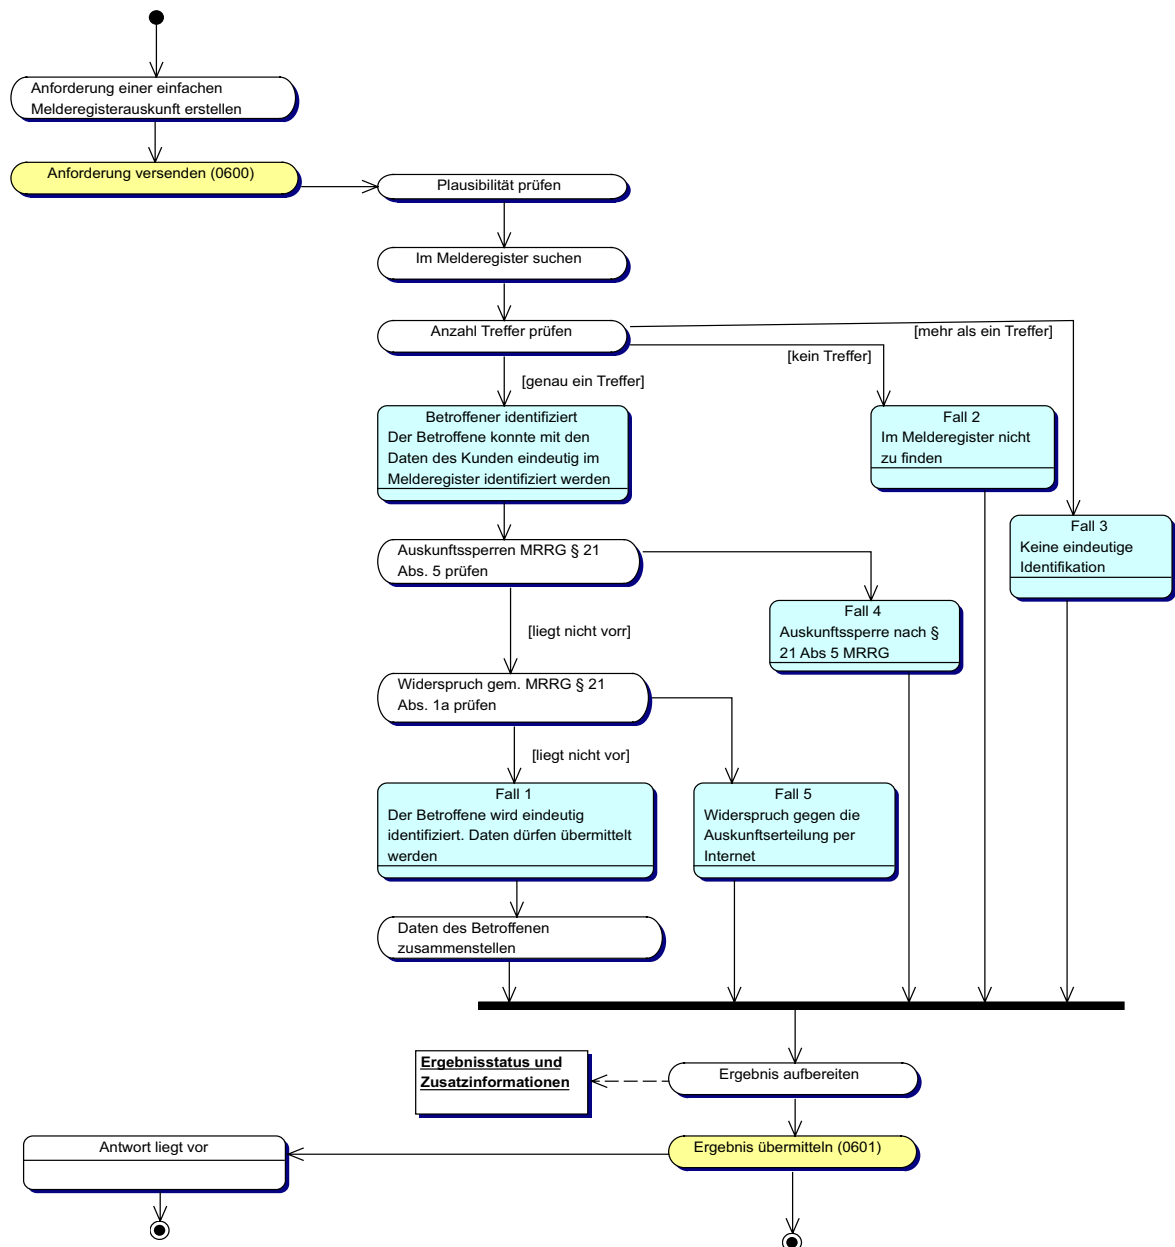 Anforderung einer einfachen
Melderegisterauskunft erstellen
Anforderung versenden (0600)
Plausibilität prüfen
Im Melderegister suchen
Anzahl Treffer prüfen
[mehr als ein Treffer]
[kein Treffer]
[genau ein Treffer]
Betroffener identifiziert
Der Betroffene konnte mit den
Daten des Kunden eindeutig im
Melderegister identifiziert werden
Fall 2
Im Melderegister nicht
zu finden
Fall 3
Keine eindeutige
Identifikation
Auskunftssperren MRRG § 21
Abs. 5 prüfen
Fall 4
Auskunftssperre nach §
21 Abs 5 MRRG
[liegt nicht vorr]
Widerspruch gem. MRRG § 21
Abs. 1a prüfen
[liegt nicht vor]
Fall 1
Der Betroffene wird eindeutig
identifiziert. Daten dürfen übermittelt
werden
Fall 5
Widerspruch gegen die
Auskunftserteilung per
Internet
Daten des Betroffenen
zusammenstellen
Ergebnisstatus und
Zusatzinformationen
Ergebnis aufbereiten
Antwort liegt vor
Ergebnis übermitteln (0601)